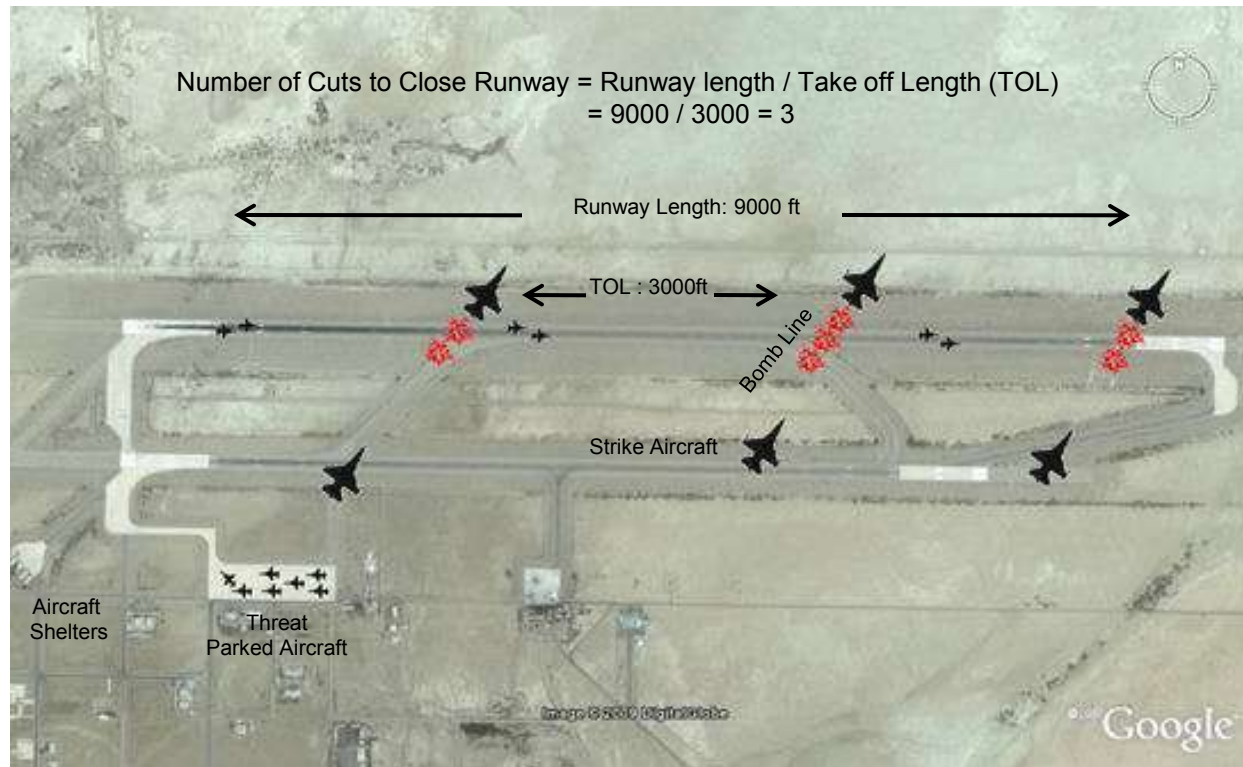 Number of Cuts to Close Runway = Runway length / Take off Length (TOL)
= 9000 / 3000 = 3
N
Runway Length: 9000 ft
TOL : 3000ft
Bomb Line
Strike Aircraft
Aircraft
Shelters
Threat
Parked Aircraft
Image © 2009 DigitalGlobe
Google